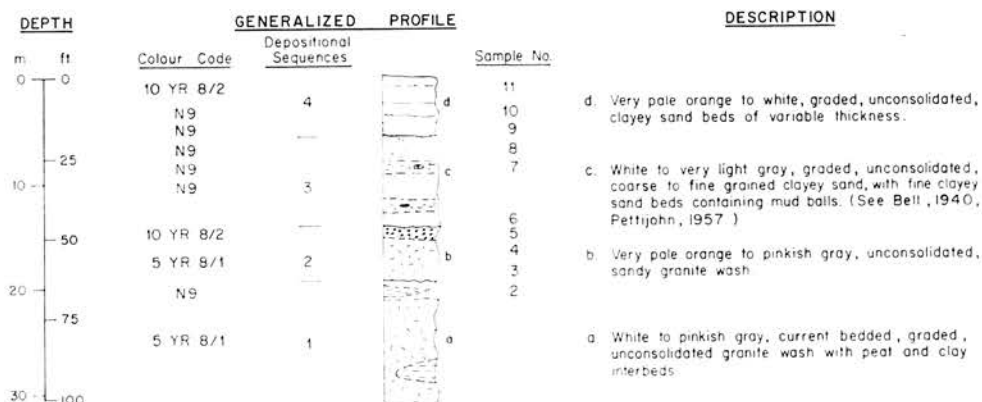 DEPTH
GENERALIZED PROFILE
DESCRIPTION
m ft
Colour Code
Depositional
Sequences
Sample No.
0 0
10 YR 8/2
11
4
d
N9
10
d. Very pale orange to white, graded, unconsolidated,
clayey sand beds of variable thickness.
N9
9
N9
8
25
N9
7
c
c. White to very light gray, graded, unconsolidated,
coarse to fine grained clayey sand, with fine clayey
sand beds containing mud balls. (See Bell, 1940,
Pettijohn, 1957 )
10
N9
3
6
50
10 YR 8/2
5
4
b
b. Very pale orange to pinkish gray, unconsolidated,
sandy granite wash
5 YR 8/1
2
3
20
N9
2
75
5 YR 8/1
1
a
a White to pinkish gray, current bedded, graded,
unconsolidated granite wash with peat and clay
interbeds
30
100